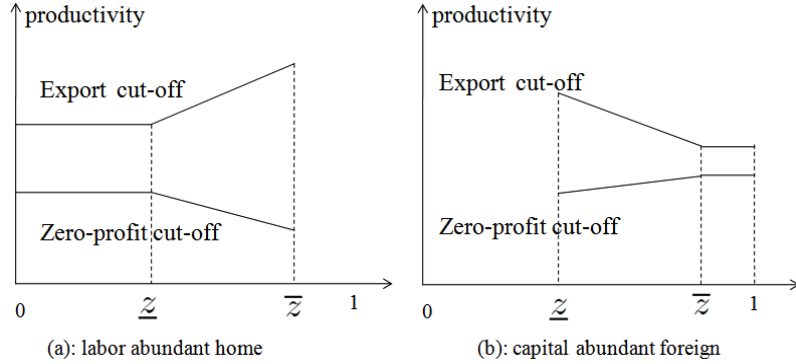 productivity
Export cut-off
Zero-profit cut-off
0 z z 1
(a): labor abundant home
productivity
Export cut-off
Zero-profit cut-off
0 z z 1
(b): capital abundant foreign